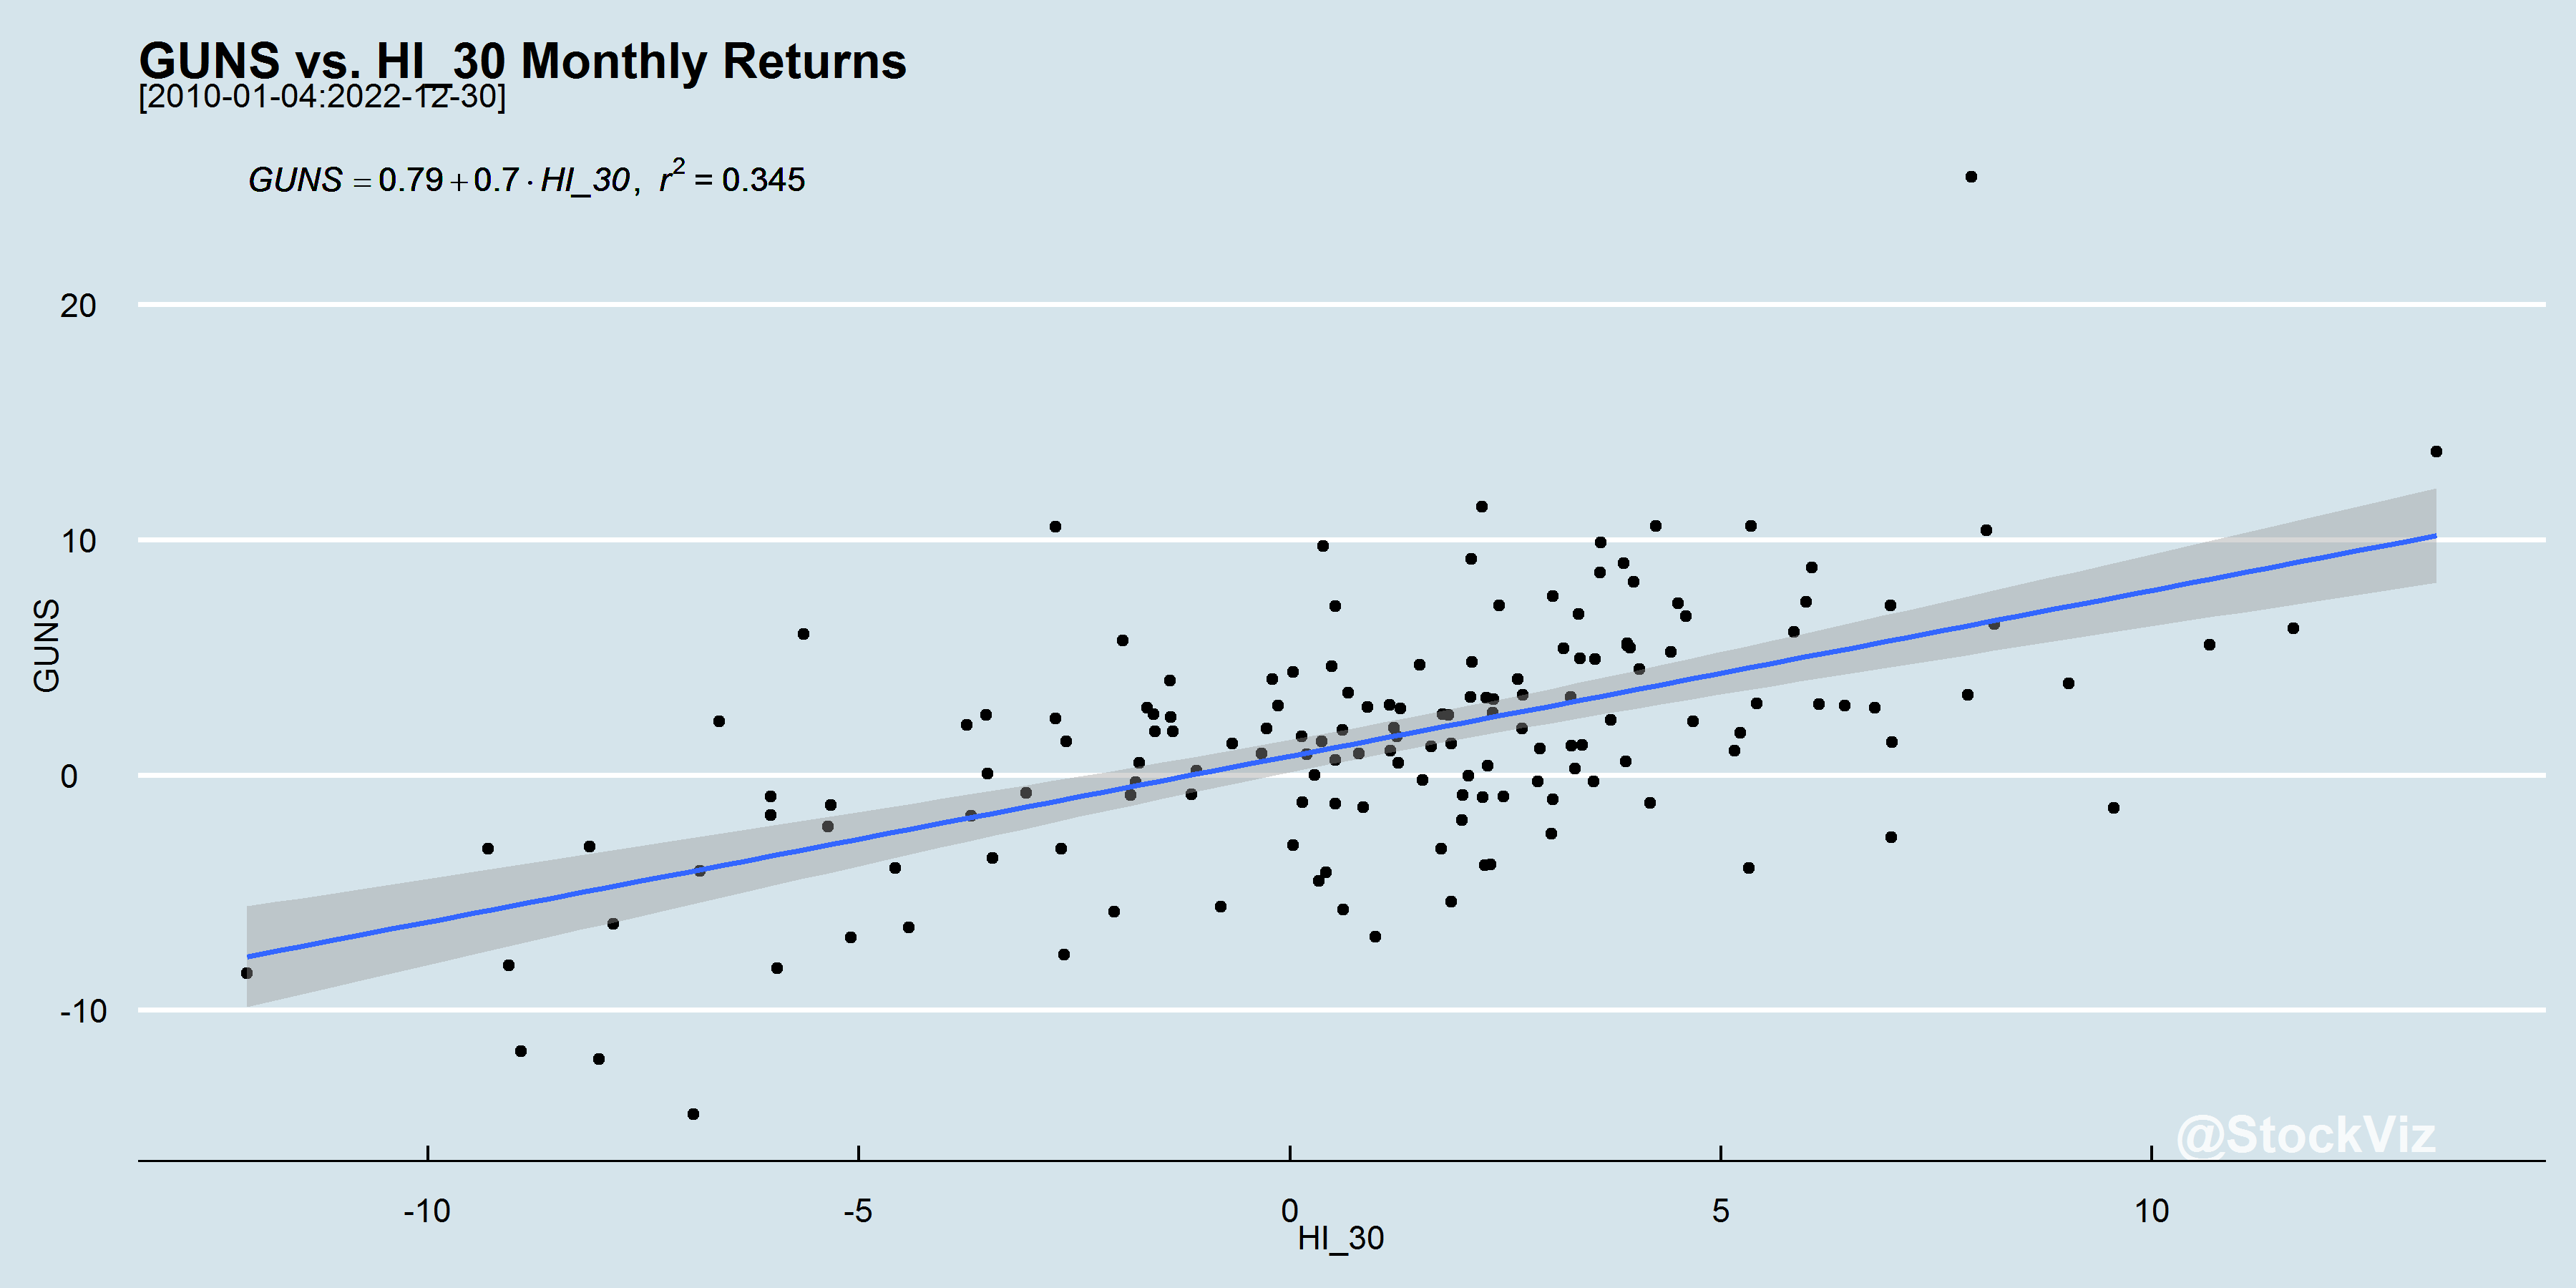 GUNS vs. HI_30 Monthly Returns
[2010-01-04:2022-12-30]
GUNS = 0.79 + 0.7 · HI_30, r² = 0.345
20
10
0
-10
GUNS
@StockViz
-10 -5 0 5 10
HI_30